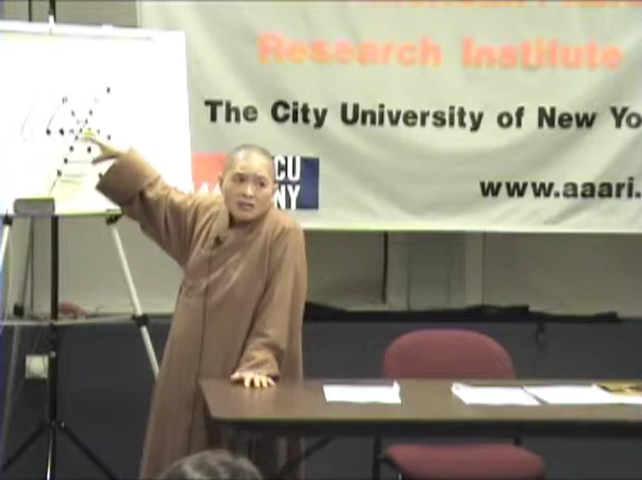 Research Institute
The City University of New Yo
CU
NY
www.aaari.